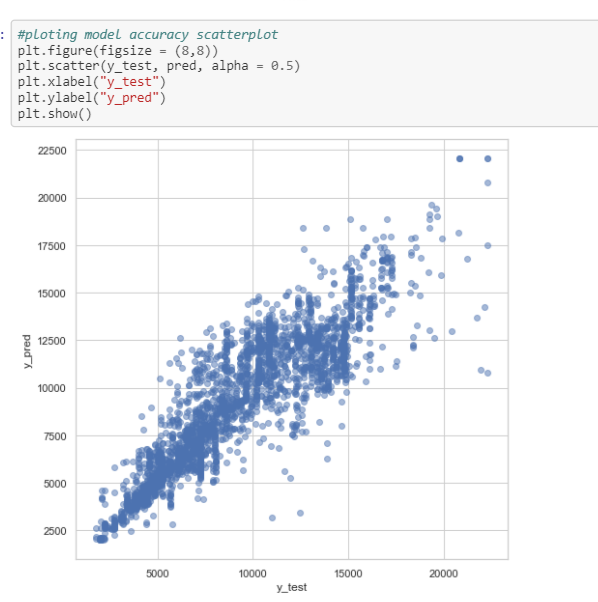 :
#ploting model accuracy scatterplot
plt.figure(figsize = (8,8))
plt.scatter(y_test, pred, alpha = 0.5)
plt.xlabel("y_test")
plt.ylabel("y_pred")
plt.show()
22500
20000
17500
15000
12500
10000
7500
5000
2500
y_pred
5000 10000 15000 20000
y_test